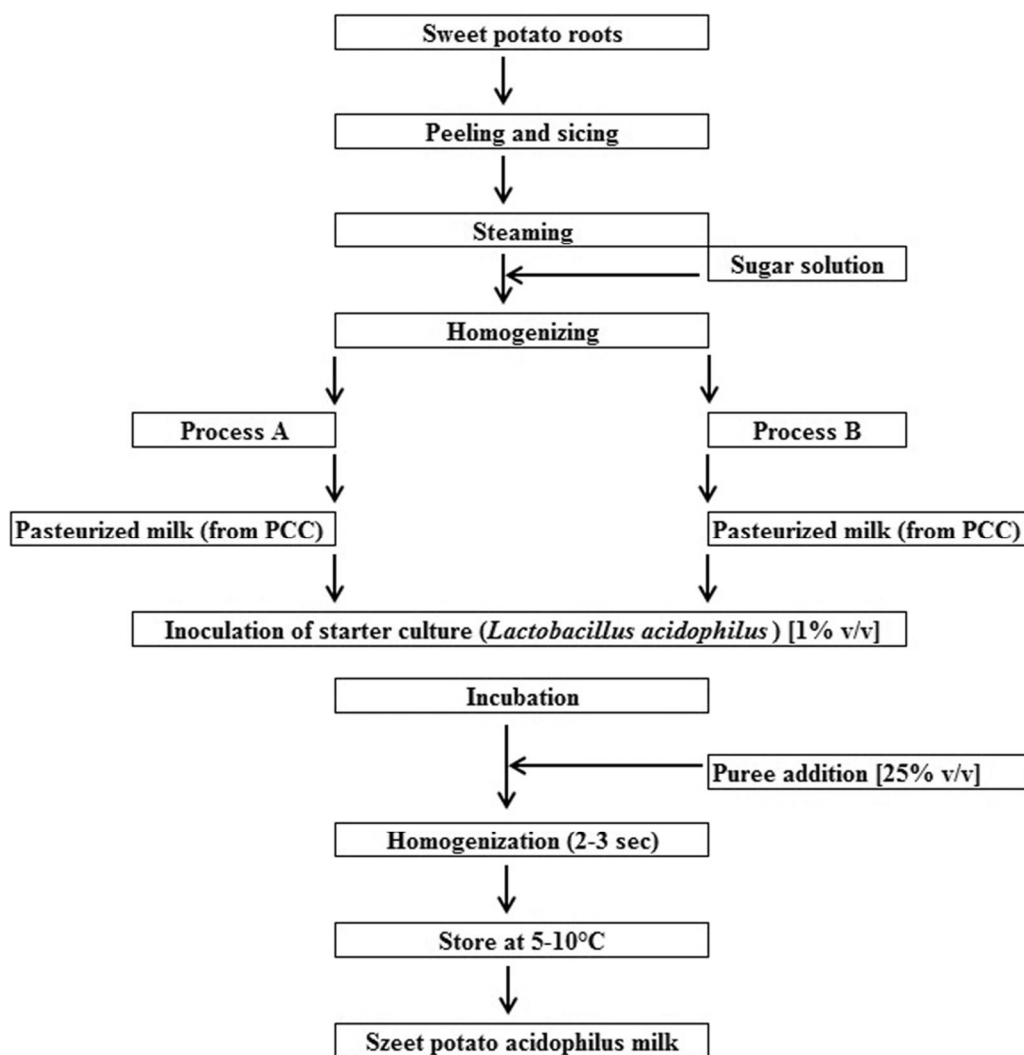 Sweet potato roots
Peeling and sicing
Steaming
Sugar solution
Homogenizing
Process A
Process B
Pasteurized milk (from PCC)
Pasteurized milk (from PCC)
Inoculation of starter culture (Lactobacillus acidophilus) [1% v/v]
Incubation
Puree addition [25% v/v]
Homogenization (2-3 sec)
Store at 5-10°C
Szeet potato acidophilus milk